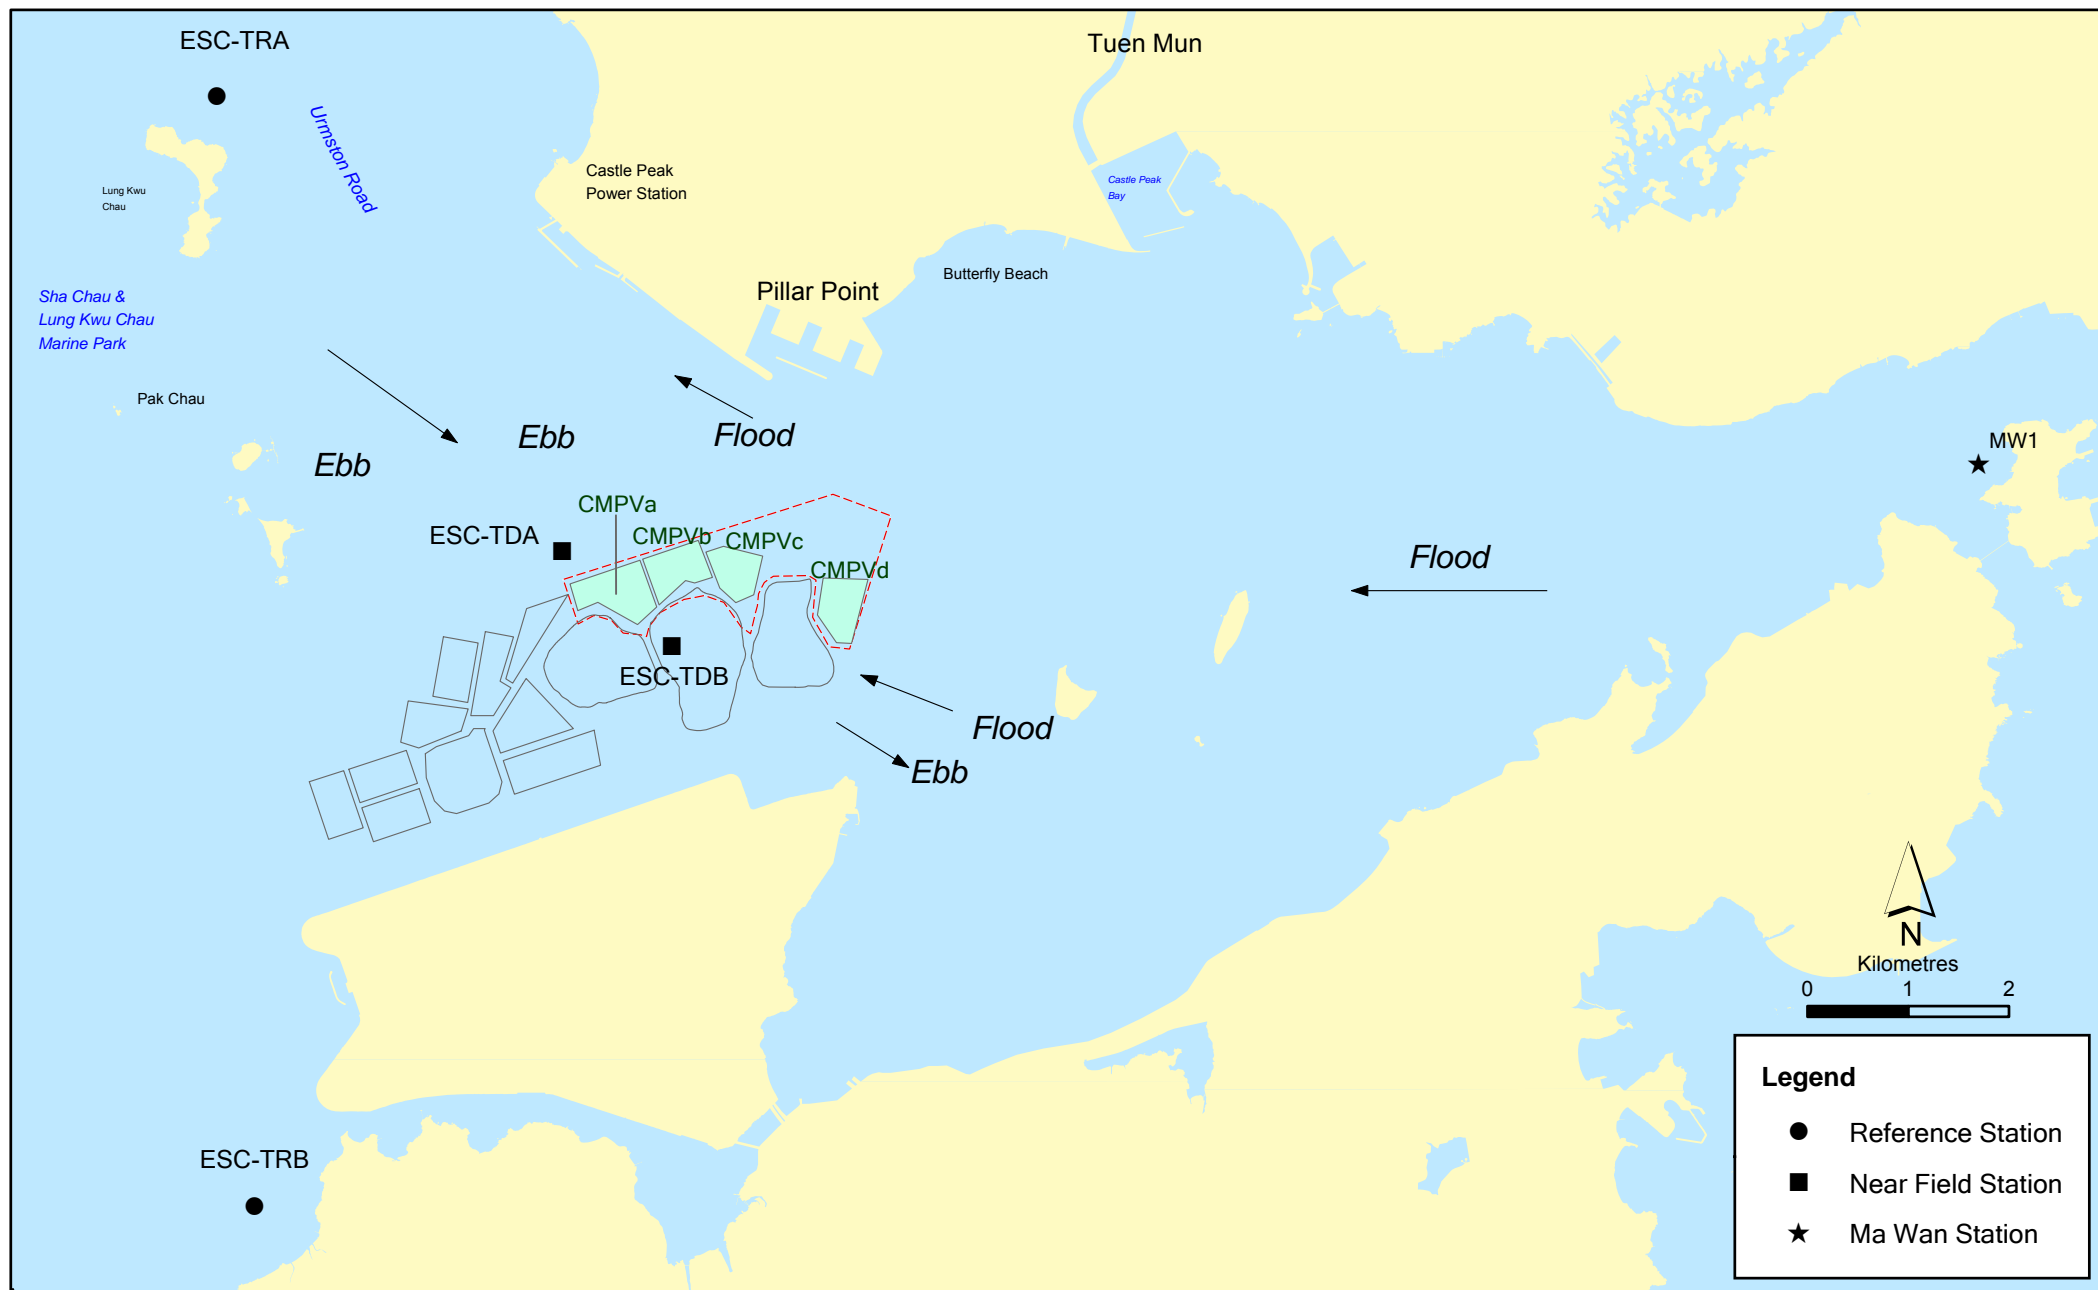 ESC-TRA
Tuen Mun
Urmston Road
Castle Peak
Power Station
Castle Peak
Bay
Lung Kwu
Chau
Butterfly Beach
Pillar Point
Sha Chau &
Lung Kwu Chau
Marine Park
Pak Chau
Ebb
Ebb
Flood
MW1
CMPVa
ESC-TDA
CMPVb
CMPVc
CMPVd
Flood
ESC-TDB
Flood
Ebb
N
Kilometres
0 1 2
ESC-TRB
Legend
Reference Station
Near Field Station
Ma Wan Station